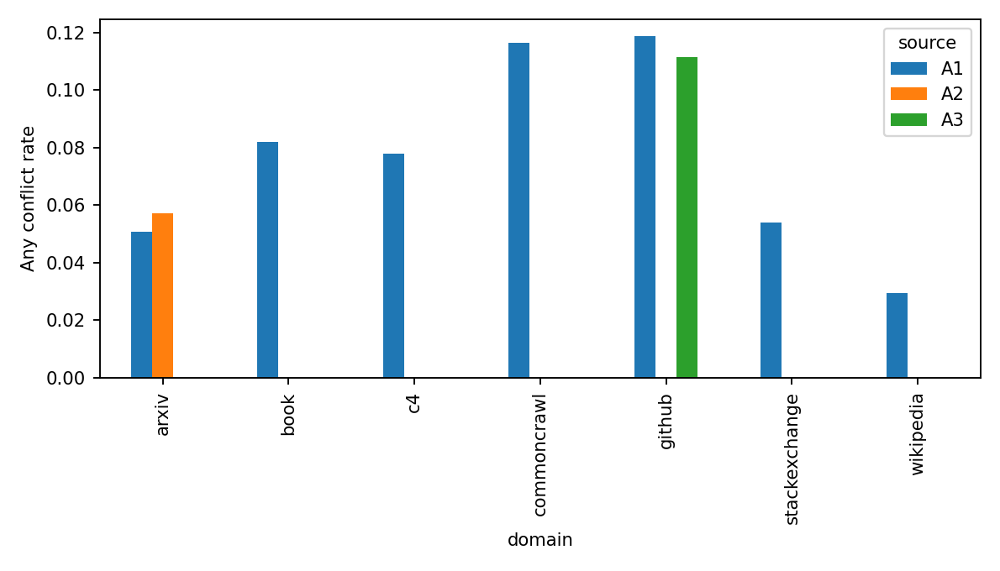 Any conflict rate
0.12
0.10
0.08
0.06
0.04
0.02
0.00
source
A1
A2
A3
arxiv
book
c4
commoncrawl
github
stackexchange
wikipedia
domain